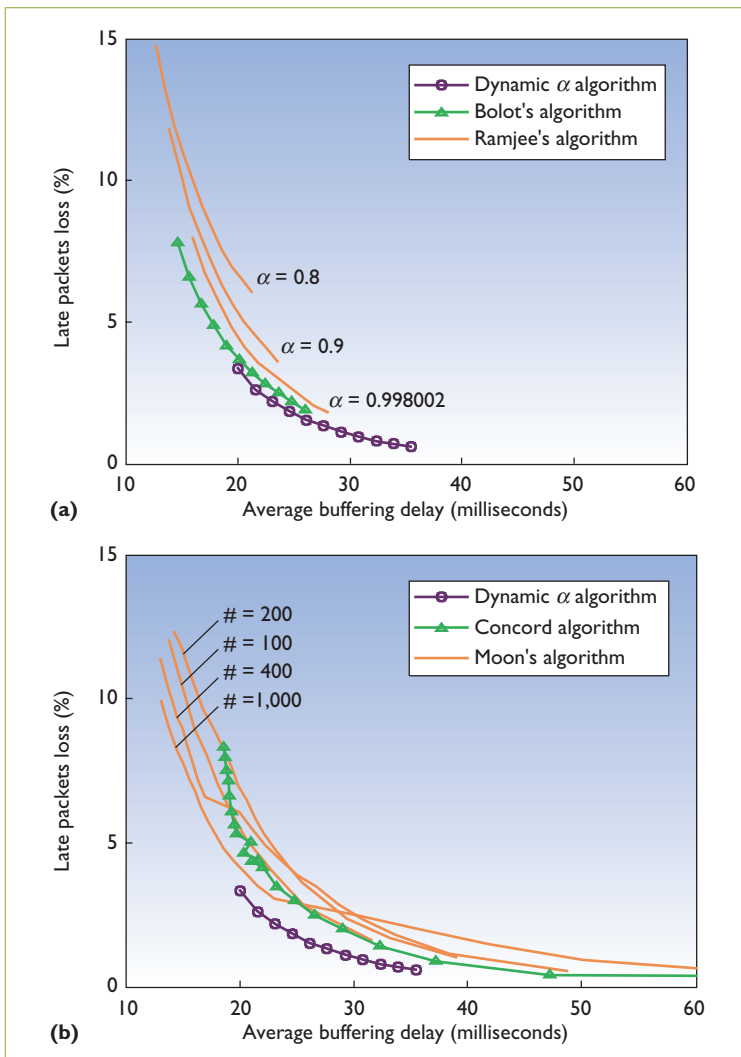 15
10
5
0
Late packets loss (%)
Dynamic α algorithm
Bolot's algorithm
Ramjee's algorithm
α = 0.8
α = 0.9
α = 0.998002
10 20 30 40 50 60
(a) Average buffering delay (milliseconds)
15
10
5
0
Late packets loss (%)
Dynamic α algorithm
Concord algorithm
Moon's algorithm
# = 200
# = 100
# = 400
# =1,000
10 20 30 40 50 60
(b) Average buffering delay (milliseconds)